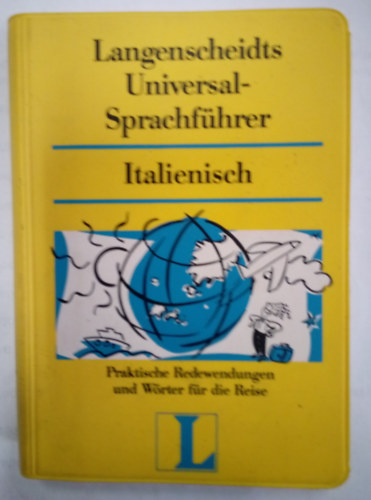 Langenscheidts
Universal-
Sprachführer
Italienisch
Praktische Redewendungen
und Wörter für die Reise
L